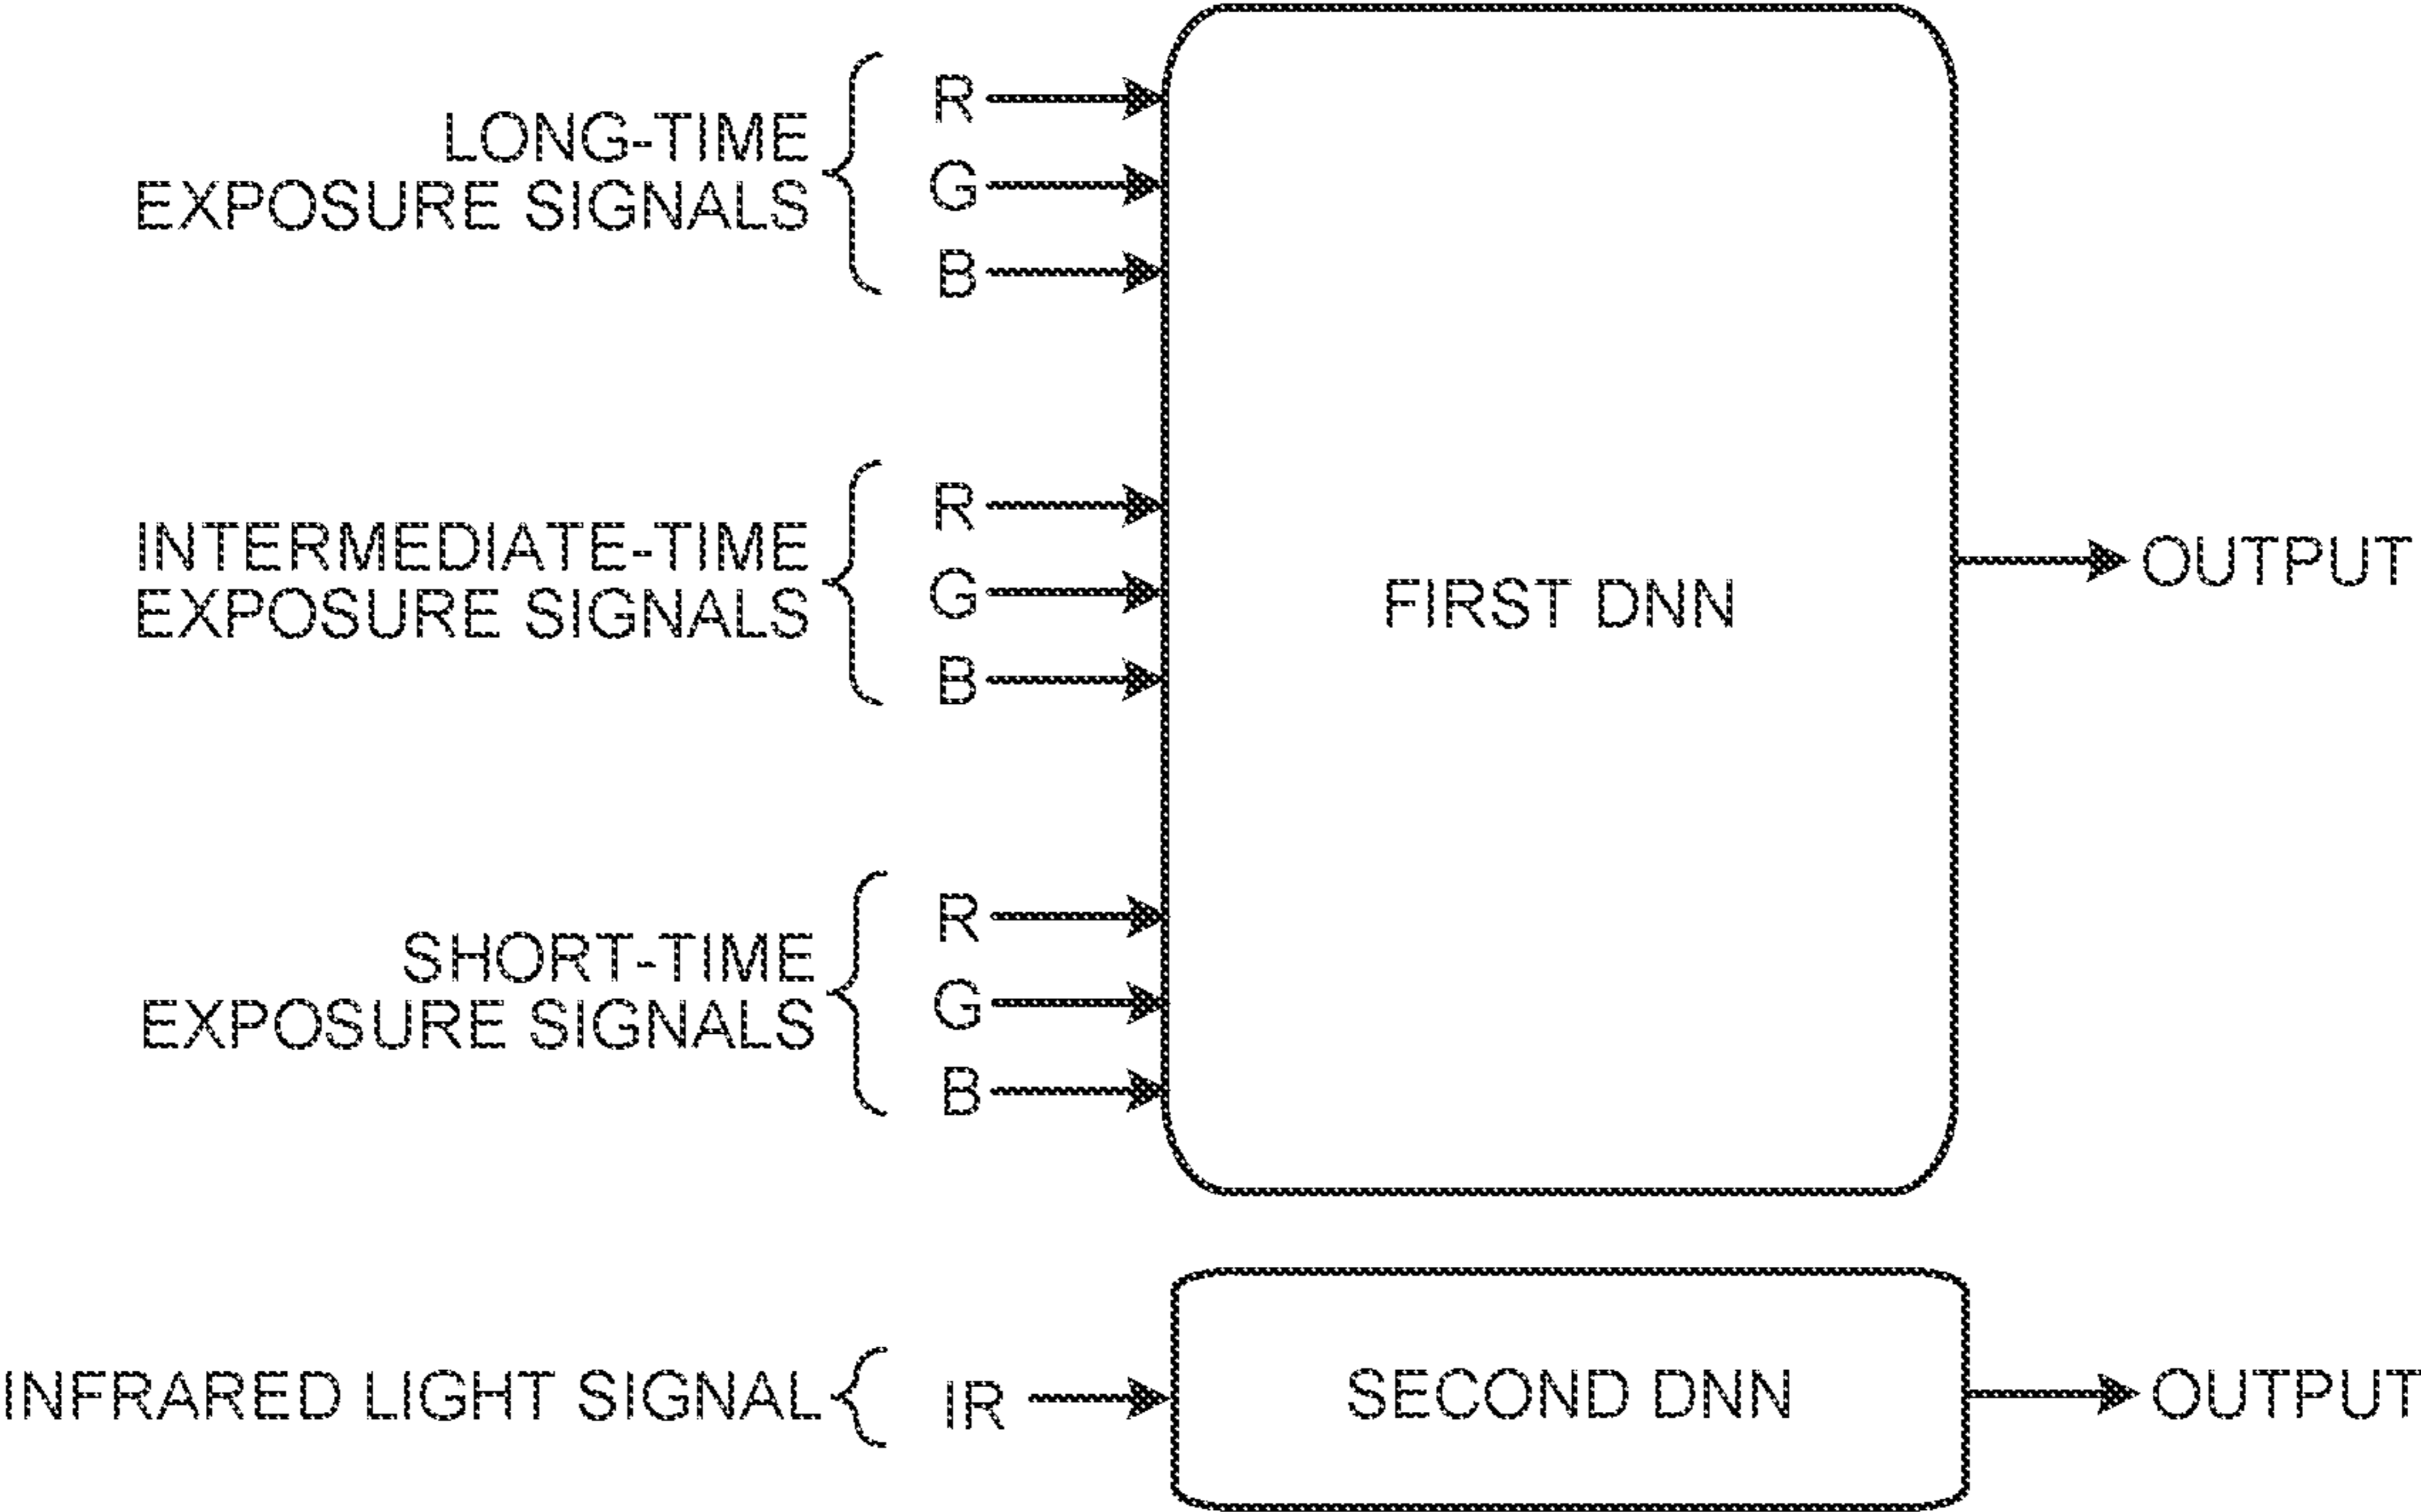 LONG-TIME
EXPOSURE SIGNALS
R
G
B
INTERMEDIATE-TIME
EXPOSURE SIGNALS
R
G
B
FIRST DNN
OUTPUT
SHORT-TIME
EXPOSURE SIGNALS
R
G
B
INFRARED LIGHT SIGNAL
IR
SECOND DNN
OUTPUT